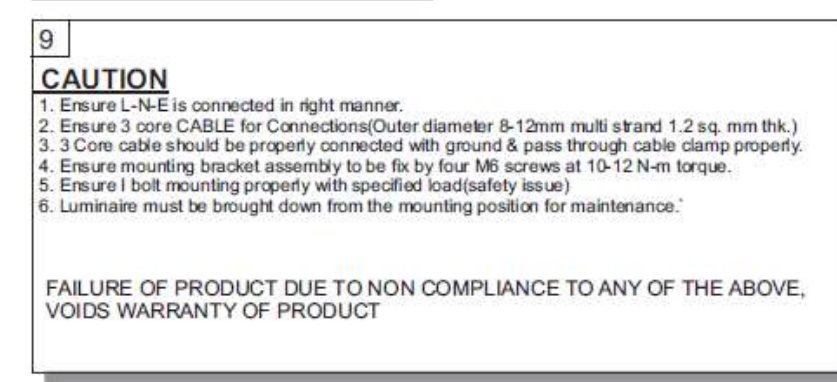 9
CAUTION
1. Ensure L-N-E is connected in right manner.
2. Ensure 3 core CABLE for Connections(Outer diameter 8-12mm multi strand 1.2 sq. mm thk.)
3. 3 Core cable should be properly connected with ground & pass through cable clamp properly.
4. Ensure mounting bracket assembly to be fix by four M6 screws at 10-12 N-m torque.
5. Ensure I bolt mounting properly with specified load(safety issue)
6. Luminaire must be brought down from the mounting position for maintenance.`
FAILURE OF PRODUCT DUE TO NON COMPLIANCE TO ANY OF THE ABOVE,
VOIDS WARRANTY OF PRODUCT